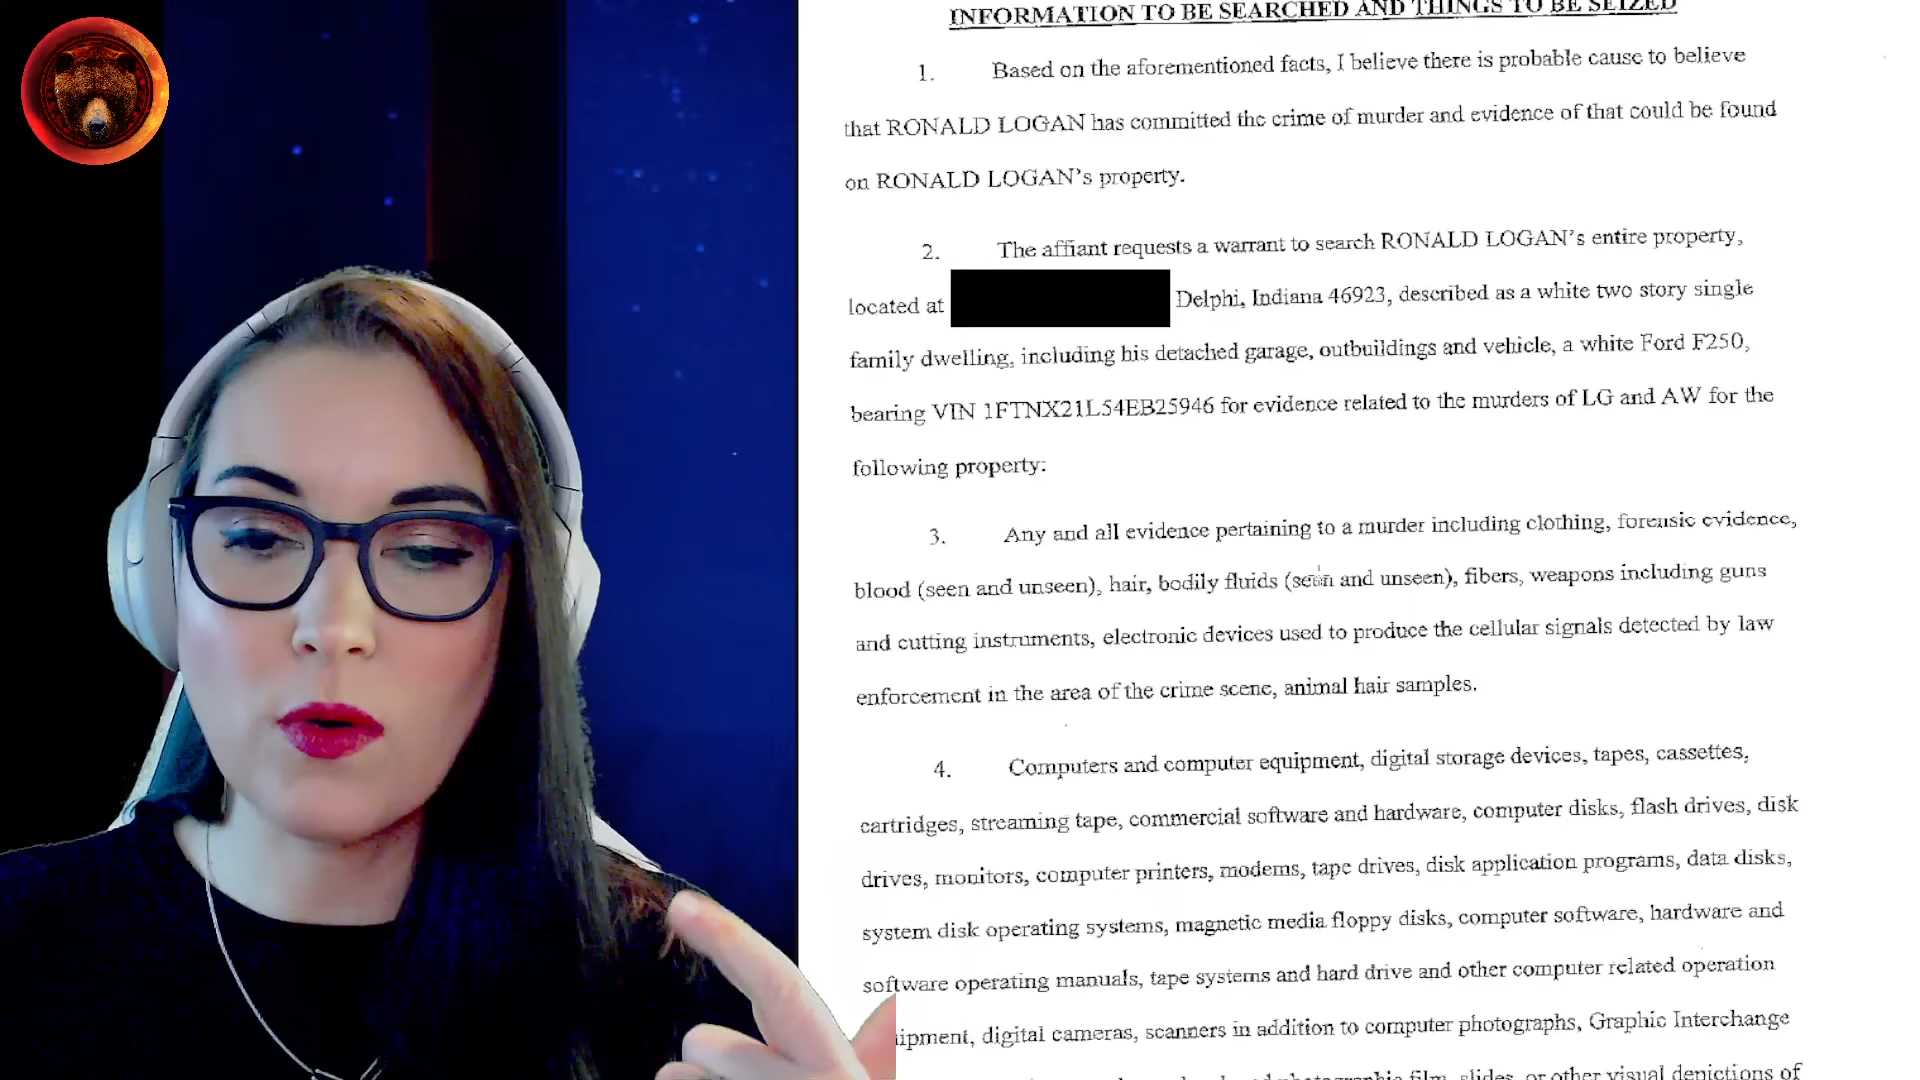 INFORMATION TO BE SEARCHED AND THINGS TO BE SEIZED
1. Based on the aforementioned facts, I believe there is probable cause to believe
that RONALD LOGAN has committed the crime of murder and evidence of that could be found
on RONALD LOGAN's property.
2. The affiant requests a warrant to search RONALD LOGAN's entire property,
located at Delphi, Indiana 46923, described as a white two story single
family dwelling, including his detached garage, outbuildings and vehicle, a white Ford F250,
bearing VIN 1FTNX21L54EB25946 for evidence related to the murders of LG and AW for the
following property:
3. Any and all evidence pertaining to a murder including clothing, forensic evidence,
blood (seen and unseen), hair, bodily fluids (seen and unseen), fibers, weapons including guns
and cutting instruments, electronic devices used to produce the cellular signals detected by law
enforcement in the area of the crime scene, animal hair samples.
4. Computers and computer equipment, digital storage devices, tapes, cassettes,
cartridges, streaming tape, commercial software and hardware, computer disks, flash drives, disk
drives, monitors, computer printers, modems, tape drives, disk application programs, data disks,
system disk operating systems, magnetic media floppy disks, computer software, hardware and
software operating manuals, tape systems and hard drive and other computer related operation
ipment, digital cameras, scanners in addition to computer photographs, Graphic Interchange
photographic film, slides, or other visual depictions of